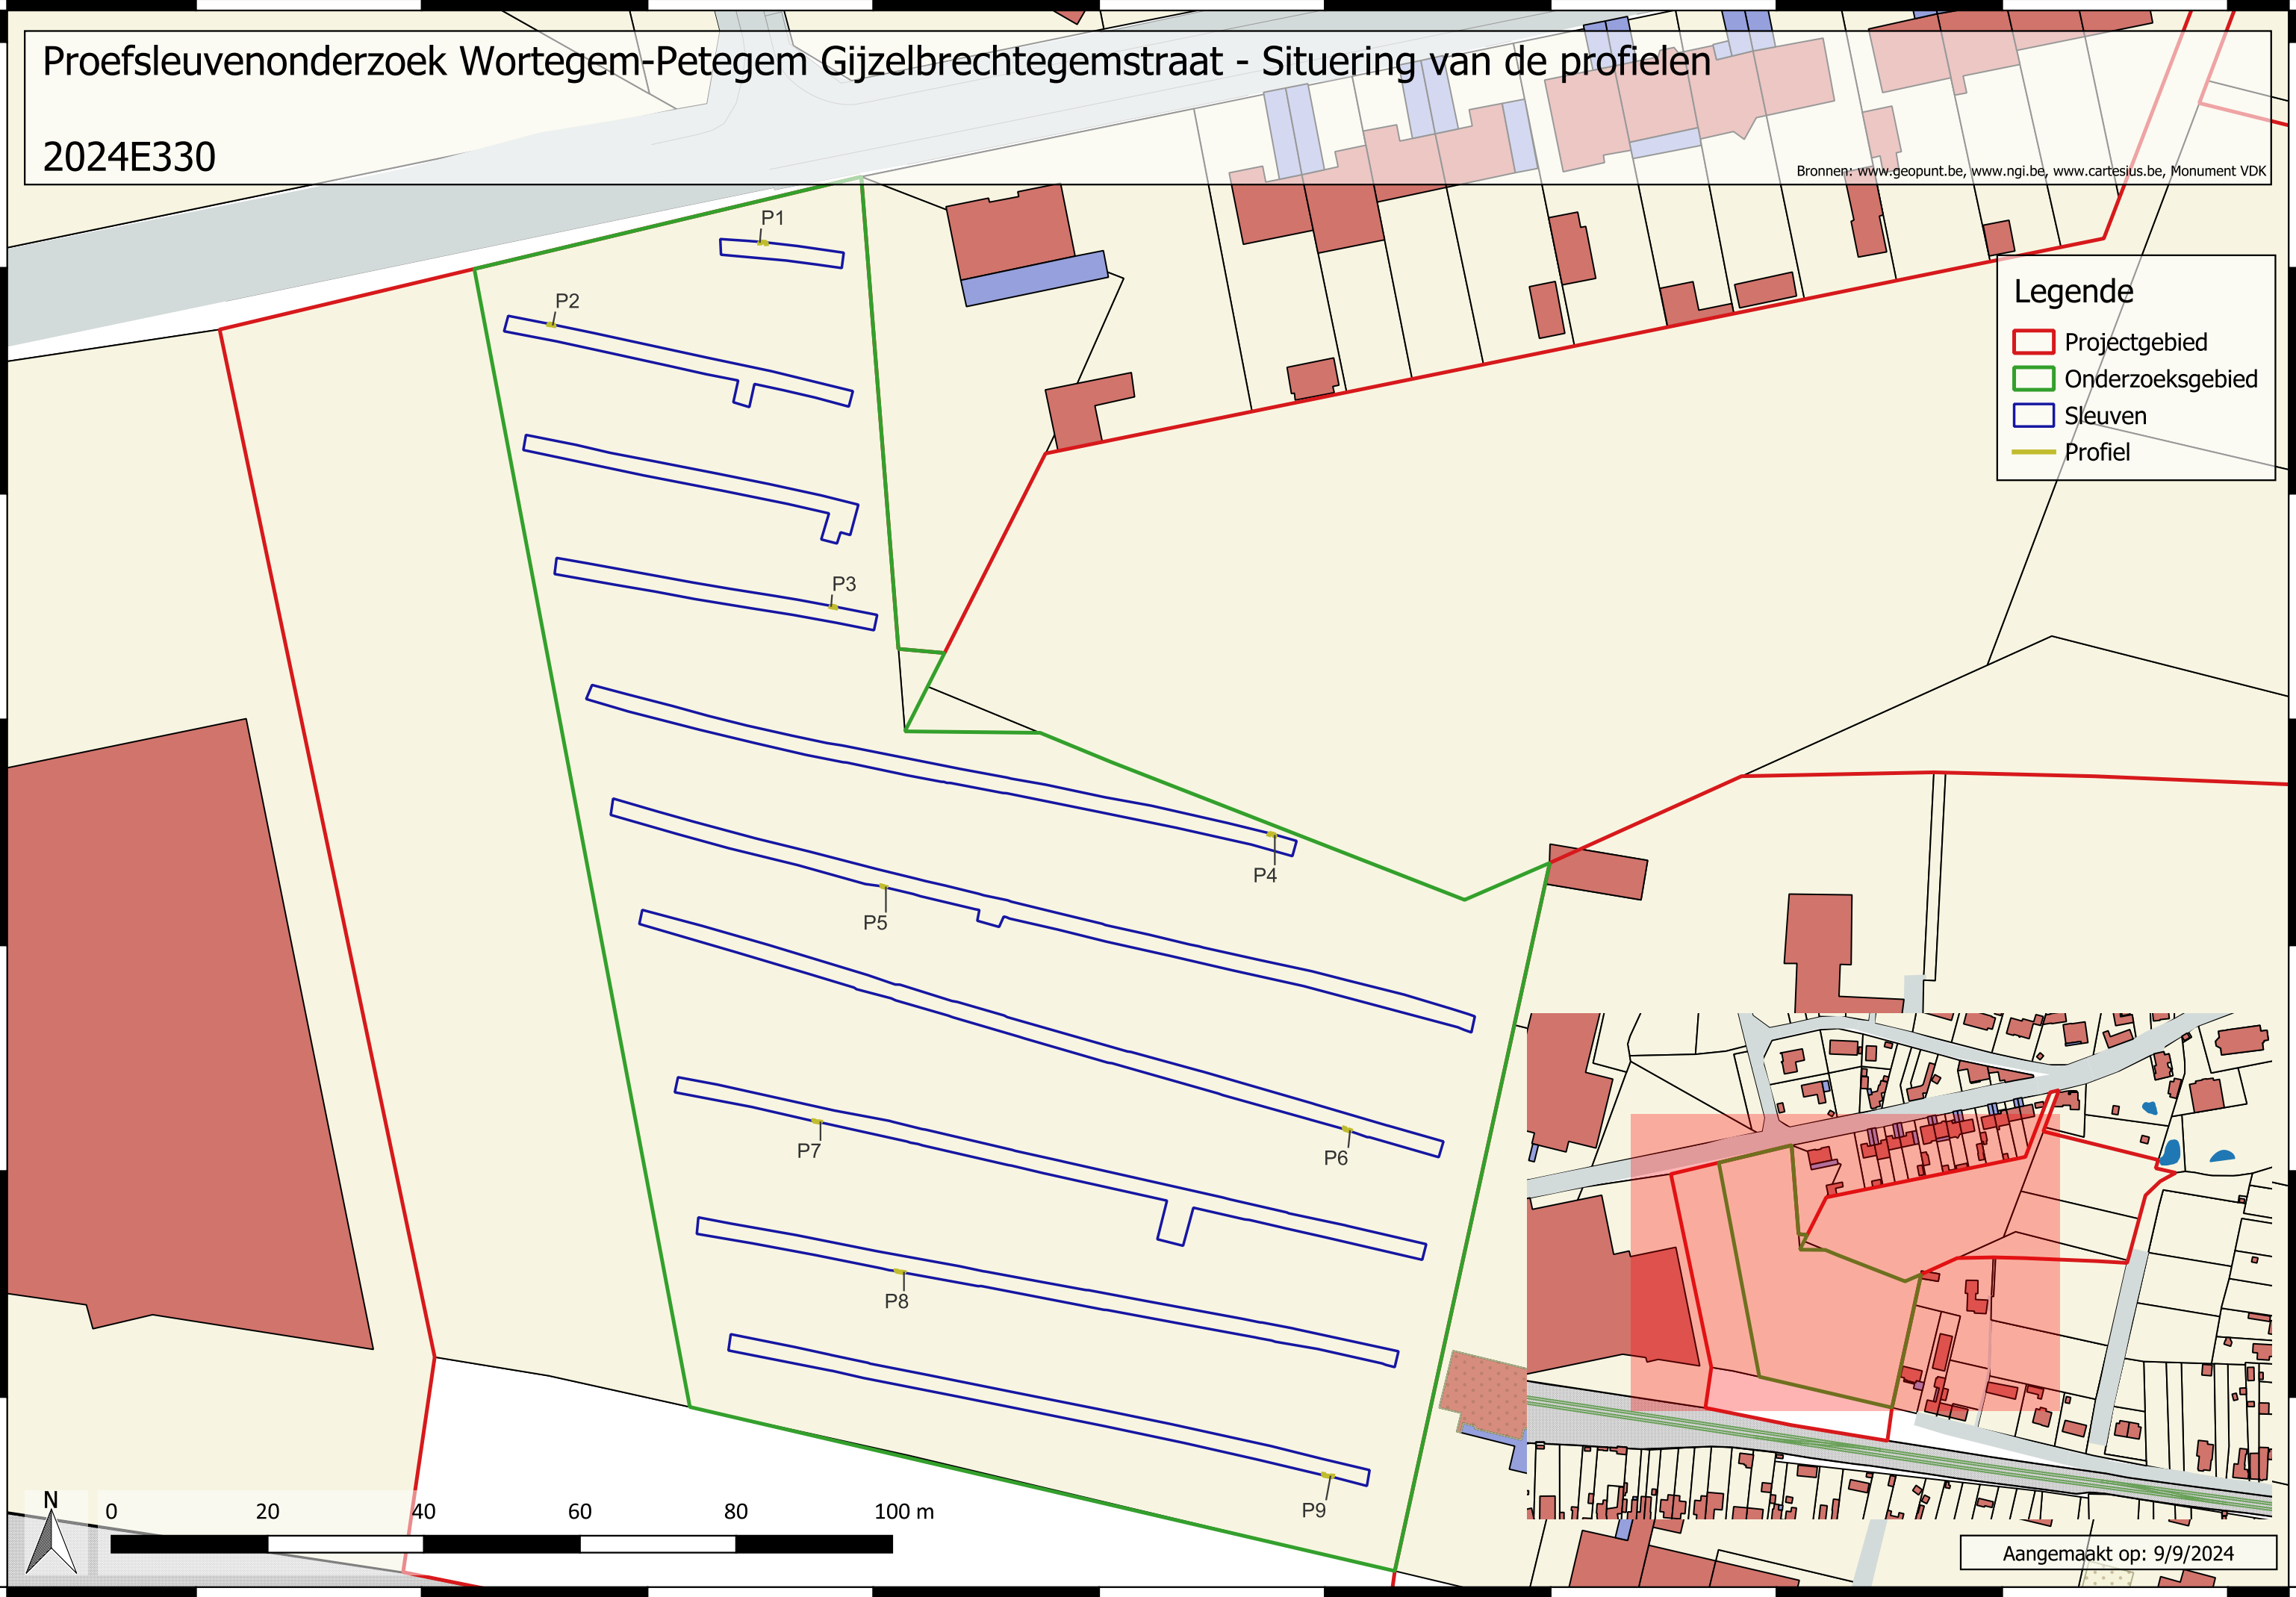 Proefsleuvenonderzoek Wortegem-Petegem Gijzelbrechtegemstraat - Situering van de profielen
2024E330
Bronnen: www.geopunt.be, www.ngi.be, www.cartesius.be, Monument VDK
P1
P2
Legende
Projectgebied
Onderzoeksgebied
Sleuven
Profiel
P3
P4
P5
P7
P6
P8
P9
N
0 20 40 60 80 100 m
Aangemaakt op: 9/9/2024